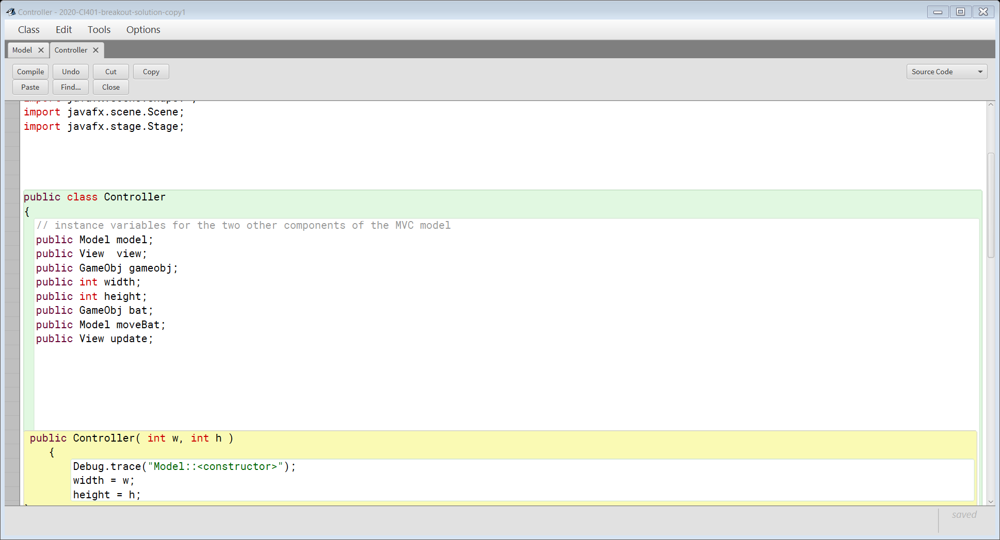 Controller - 2020-CI401-breakout-solution-copy1
Class Edit Tools Options
Model Controller
Compile Undo Cut Copy
Source Code
Paste Find... Close
import javafx.scene.Scene;
import javafx.stage.Stage;
public class Controller
{
// instance variables for the two other components of the MVC model
public Model model;
public View  view;
public GameObj gameobj;
public int width;
public int height;
public GameObj bat;
public Model moveBat;
public View update;
public Controller( int w, int h )
{
Debug.trace("Model::<constructor>");
width = w;
height = h;
saved